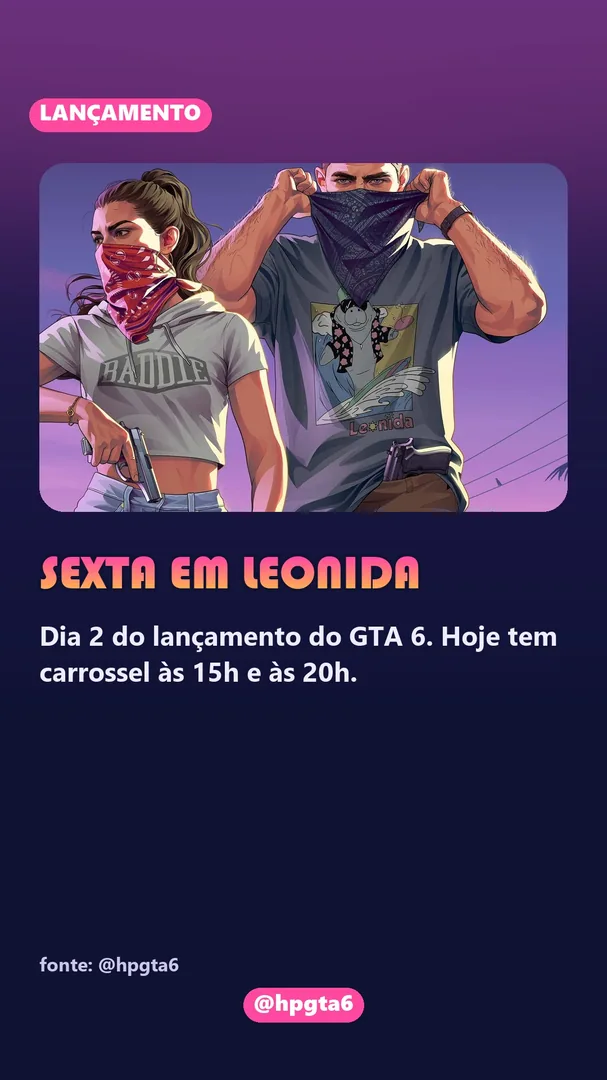 LANÇAMENTO
BADDIE
Leonida
SEXTA EM LEONIDA
Dia 2 do lançamento do GTA 6. Hoje tem
carrossel às 15h e às 20h.
fonte: @hpgta6
@hpgta6